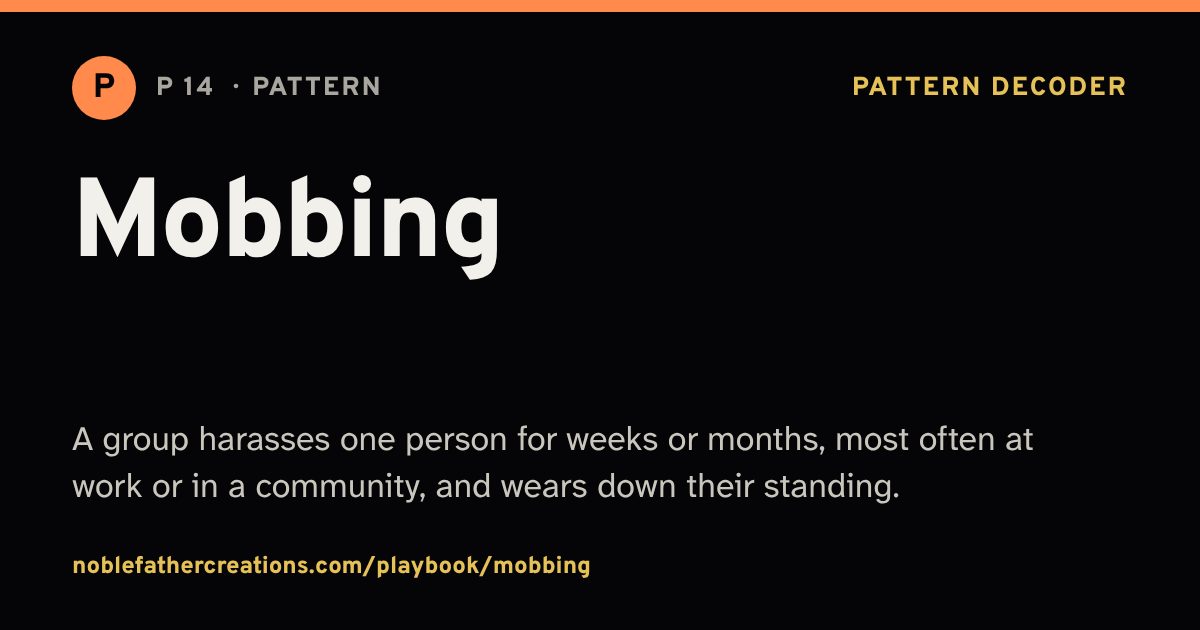 P P 14 · PATTERN PATTERN DECODER
Mobbing
A group harasses one person for weeks or months, most often at
work or in a community, and wears down their standing.
noblefathercreations.com/playbook/mobbing